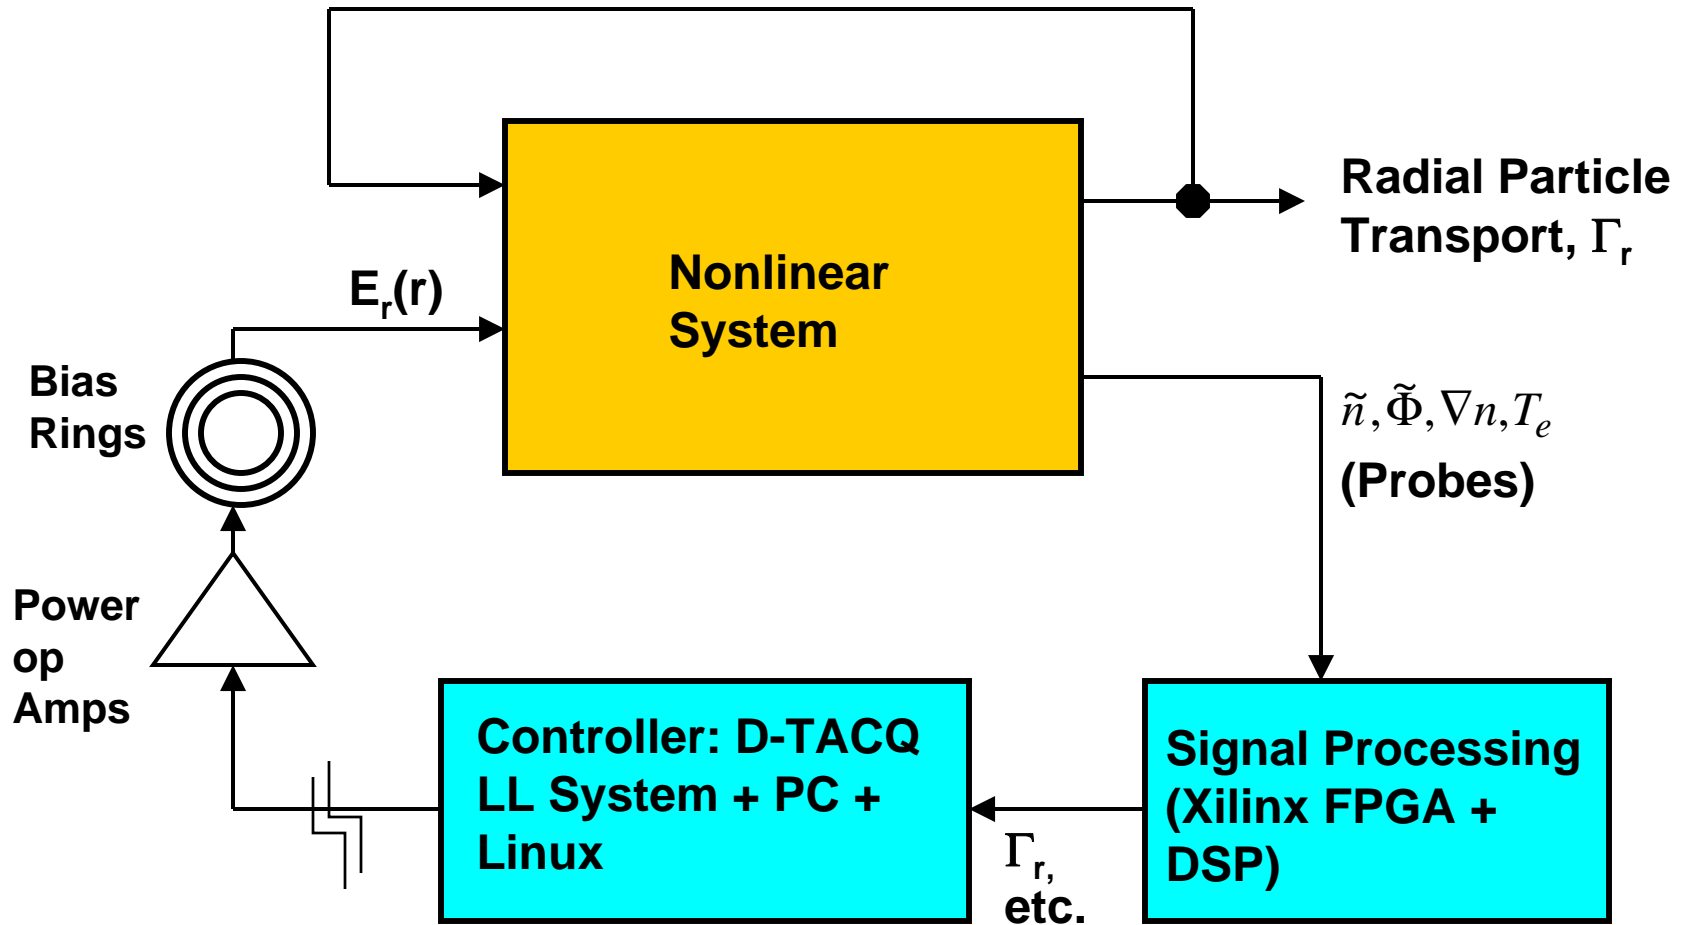 Radial Particle
Transport, Γr
Nonlinear
System
Er(r)
Bias
Rings
ñ, Φ̃, ∇n, Te
(Probes)
Power
op
Amps
Controller: D-TACQ
LL System + PC +
Linux
Signal Processing
(Xilinx FPGA +
DSP)
Γr,
etc.